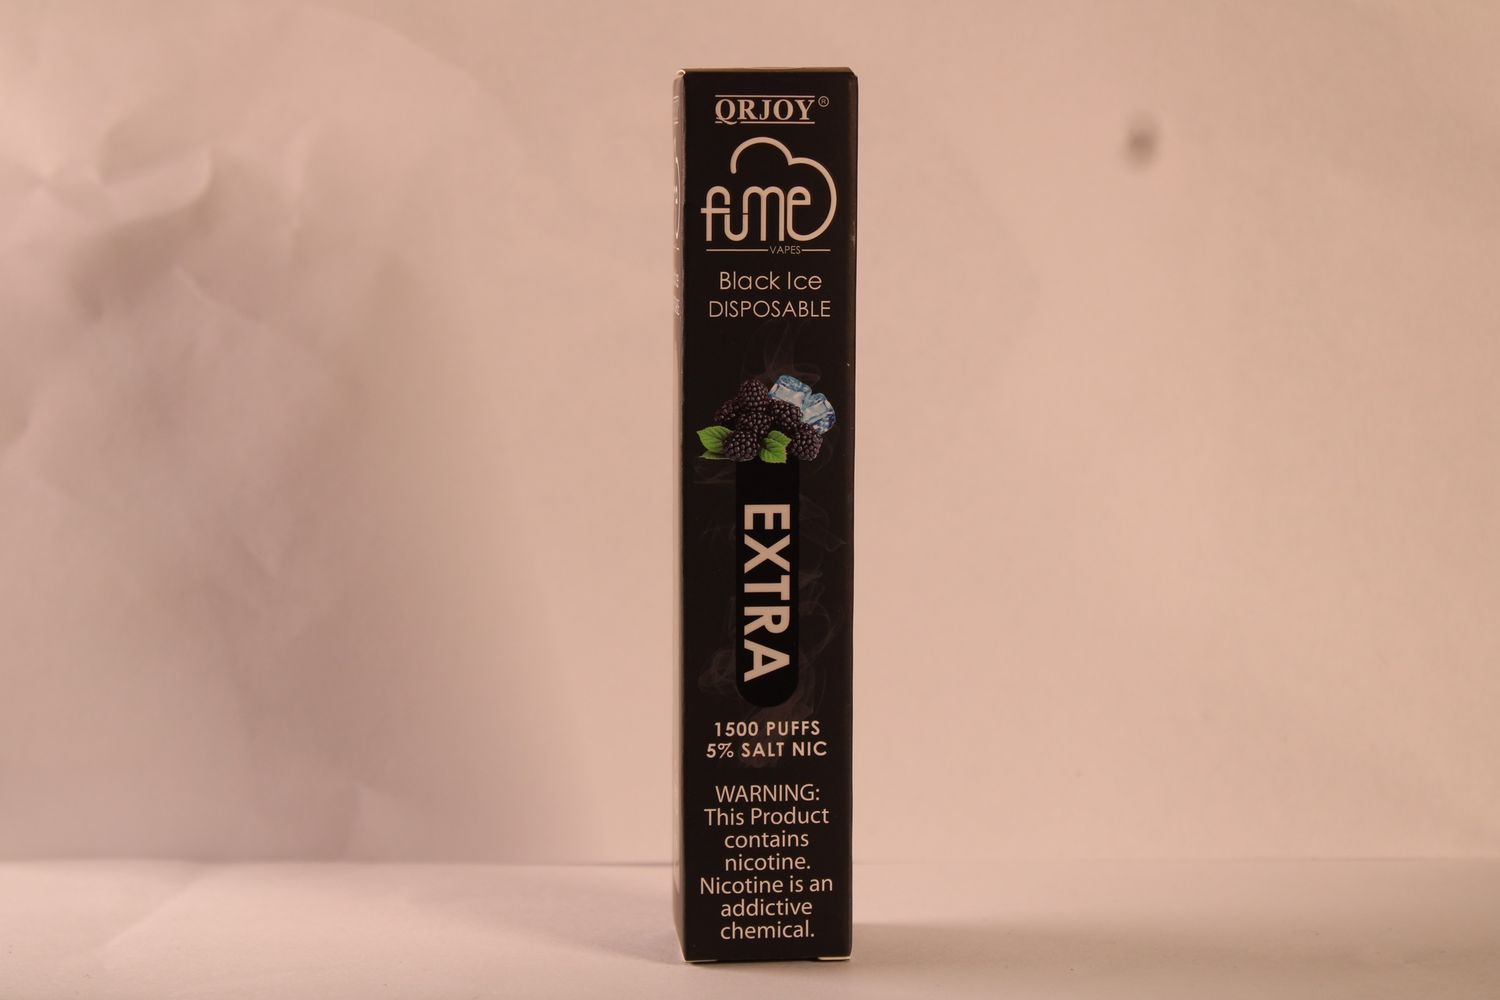 QRJOY®
fume
VAPES
Black Ice
DISPOSABLE
EXTRA
1500 PUFFS
5% SALT NIC
WARNING:
This Product
contains
nicotine.
Nicotine is an
addictive
chemical.